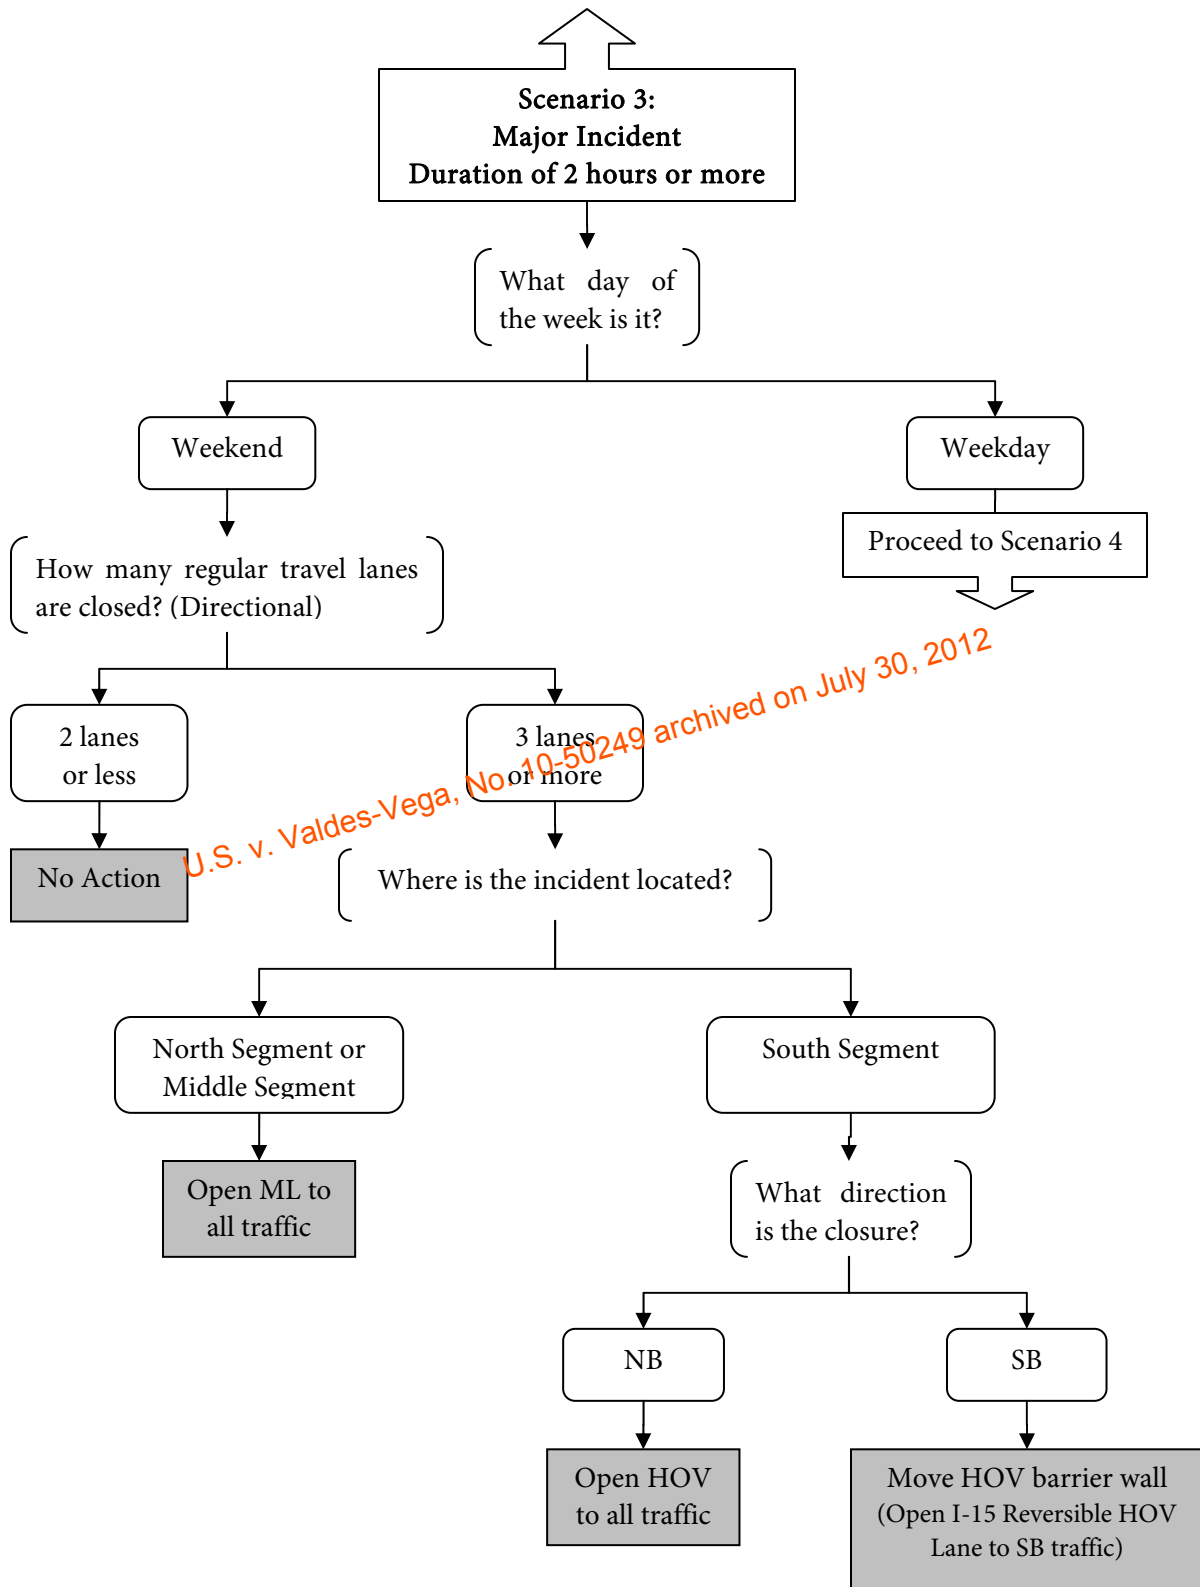 Scenario 3:
Major Incident
Duration of 2 hours or more
What day of
the week is it?
Weekend
Weekday
How many regular travel lanes
are closed? (Directional)
Proceed to Scenario 4
2 lanes
or less
3 lanes
or more
U.S. v. Valdes-Vega, No. 10-50249 archived on July 30, 2012
No Action
Where is the incident located?
North Segment or
Middle Segment
South Segment
Open ML to
all traffic
What direction
is the closure?
NB
SB
Open HOV
to all traffic
Move HOV barrier wall
(Open I-15 Reversible HOV
Lane to SB traffic)